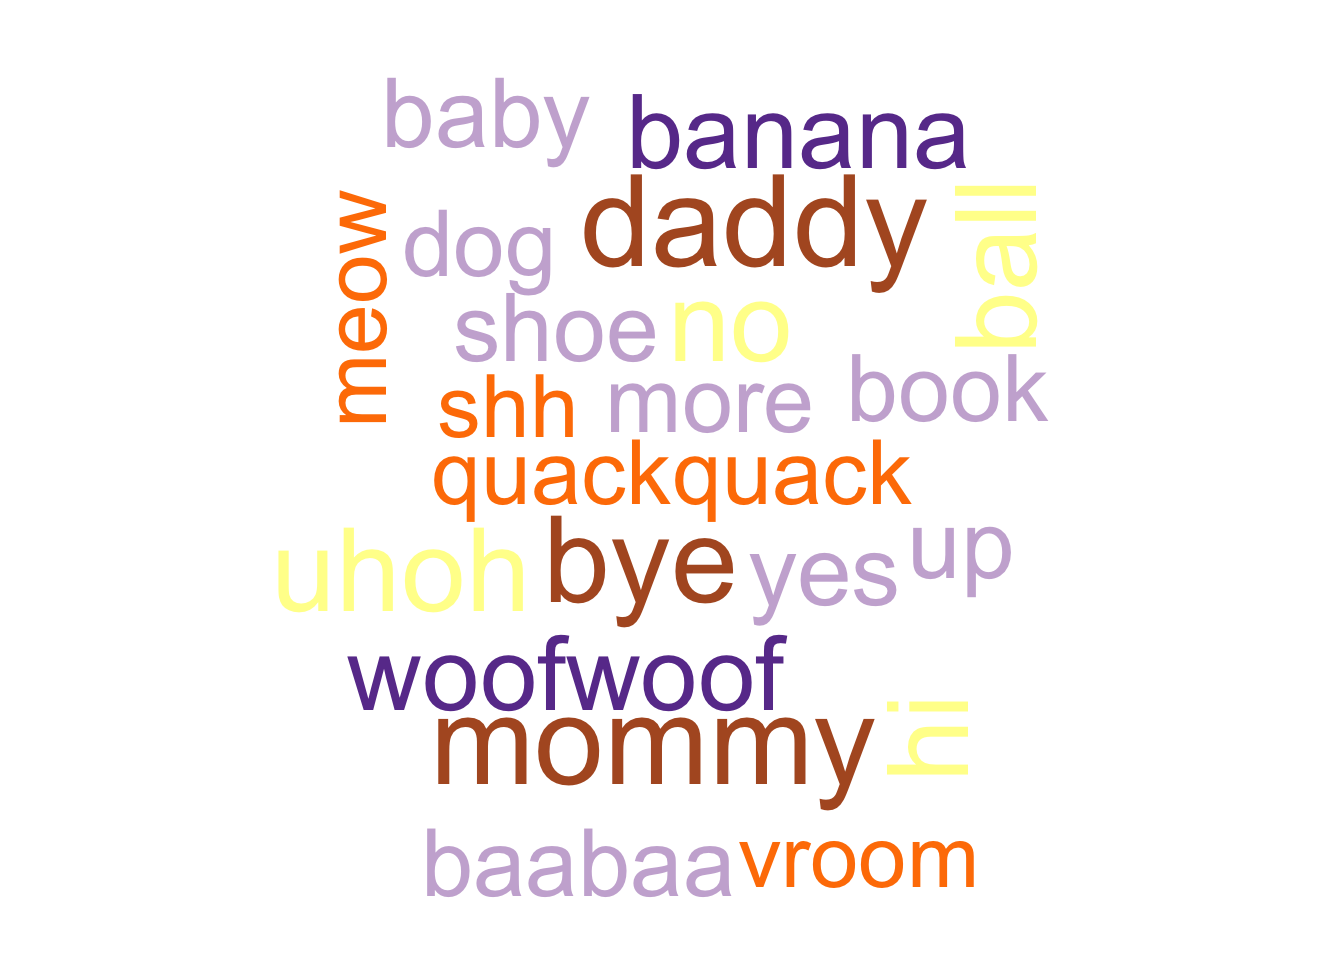 baby
banana
daddy
ball
meow
dog
shoe
no
shh
more
book
quackquack
uhoh
bye
yes
up
woofwoof
mommy
hi
baabaa
vroom